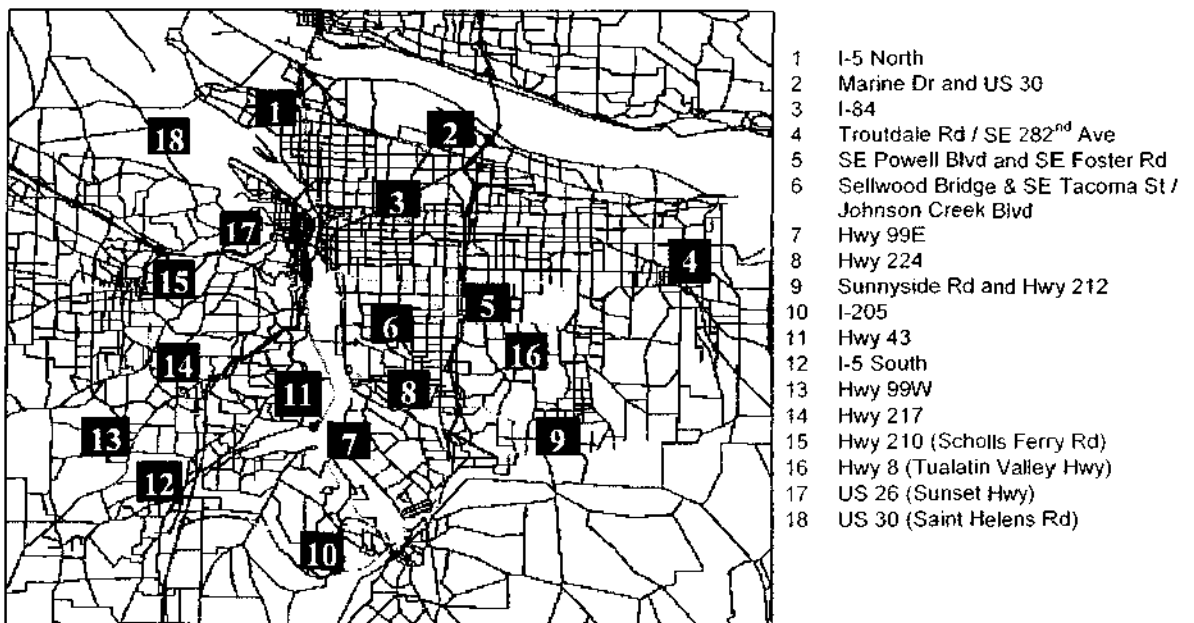 1
2
18
3
17
4
15
5
6
16
14
8
11
9
7
13
12
10
1 I-5 North
2 Marine Dr and US 30
3 I-84
4 Troutdale Rd / SE 282nd Ave
5 SE Powell Blvd and SE Foster Rd
6 Sellwood Bridge & SE Tacoma St /
Johnson Creek Blvd
7 Hwy 99E
8 Hwy 224
9 Sunnyside Rd and Hwy 212
10 I-205
11 Hwy 43
12 I-5 South
13 Hwy 99W
14 Hwy 217
15 Hwy 210 (Scholls Ferry Rd)
16 Hwy 8 (Tualatin Valley Hwy)
17 US 26 (Sunset Hwy)
18 US 30 (Saint Helens Rd)